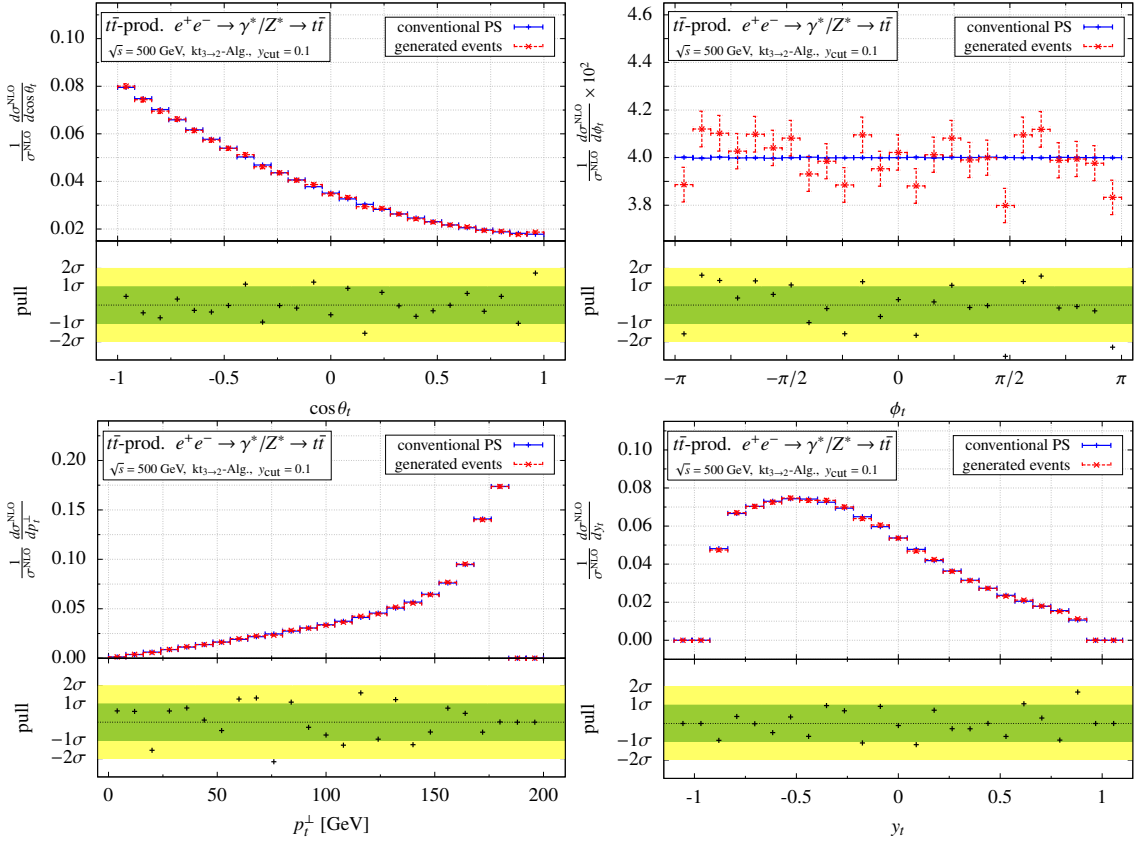 tt̄-prod. e⁺e⁻ → γ*/Z* → tt̄
√s = 500 GeV, kt3→2-Alg., ycut = 0.1
conventional PS
generated events
0.10
0.08
0.06
0.04
0.02
1/σ^NLO dσ^NLO/dcos θt
2σ
1σ
−1σ
−2σ
pull
-1
-0.5
0
0.5
1
cos θt
tt̄-prod. e⁺e⁻ → γ*/Z* → tt̄
√s = 500 GeV, kt3→2-Alg., ycut = 0.1
conventional PS
generated events
4.4
4.2
4.0
3.8
1/σ^NLO dσ^NLO/dϕt × 10²
2σ
1σ
−1σ
−2σ
pull
−π
−π/2
0
π/2
π
ϕt
tt̄-prod. e⁺e⁻ → γ*/Z* → tt̄
√s = 500 GeV, kt3→2-Alg., ycut = 0.1
conventional PS
generated events
0.20
0.15
0.10
0.05
0.00
1/σ^NLO dσ^NLO/dpt⊥
2σ
1σ
−1σ
−2σ
pull
0
50
100
150
200
pt⊥ [GeV]
tt̄-prod. e⁺e⁻ → γ*/Z* → tt̄
√s = 500 GeV, kt3→2-Alg., ycut = 0.1
conventional PS
generated events
0.10
0.08
0.06
0.04
0.02
0.00
1/σ^NLO dσ^NLO/dyt
2σ
1σ
−1σ
−2σ
pull
-1
-0.5
0
0.5
1
yt